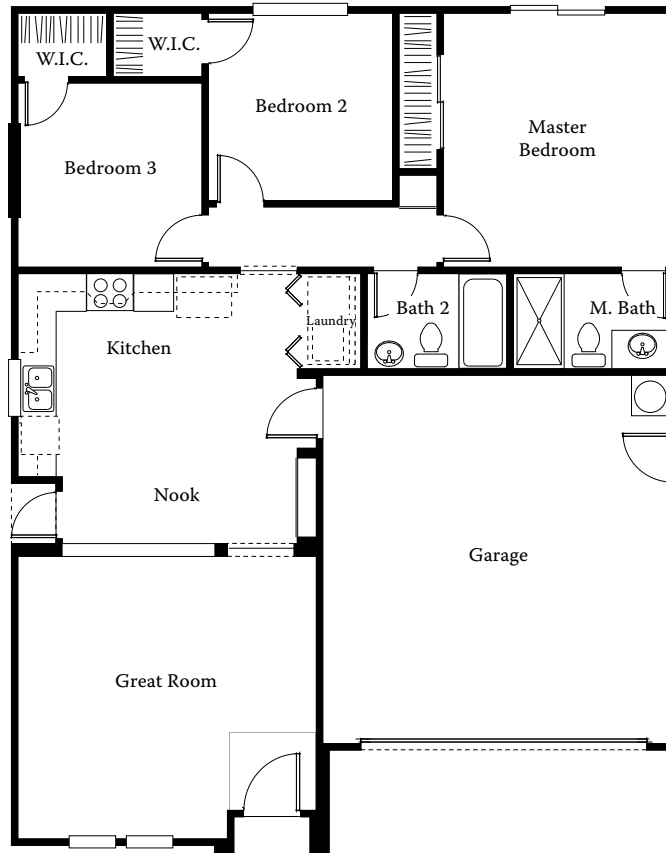 W.I.C.
W.I.C.
Bedroom 2
Master
Bedroom
Bedroom 3
Bath 2
M. Bath
Laundry
Kitchen
Nook
Garage
Great Room